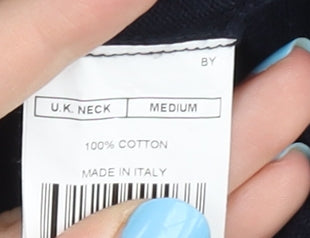 BY
U.K. NECK MEDIUM
100% COTTON
MADE IN ITALY